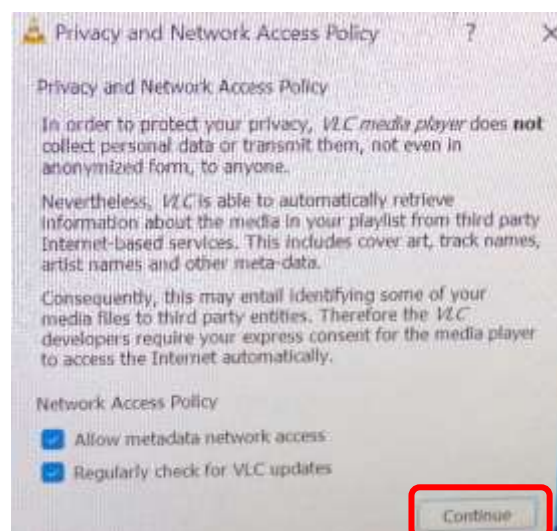 Privacy and Network Access Policy ? ×
Privacy and Network Access Policy
In order to protect your privacy, VLC media player does not
collect personal data or transmit them, not even in
anonymized form, to anyone.
Nevertheless, VLC is able to automatically retrieve
information about the media in your playlist from third party
Internet-based services. This includes cover art, track names,
artist names and other meta-data.
Consequently, this may entail identifying some of your
media files to third party entities. Therefore the VLC
developers require your express consent for the media player
to access the Internet automatically.
Network Access Policy
Allow metadata network access
Regularly check for VLC updates
Continue